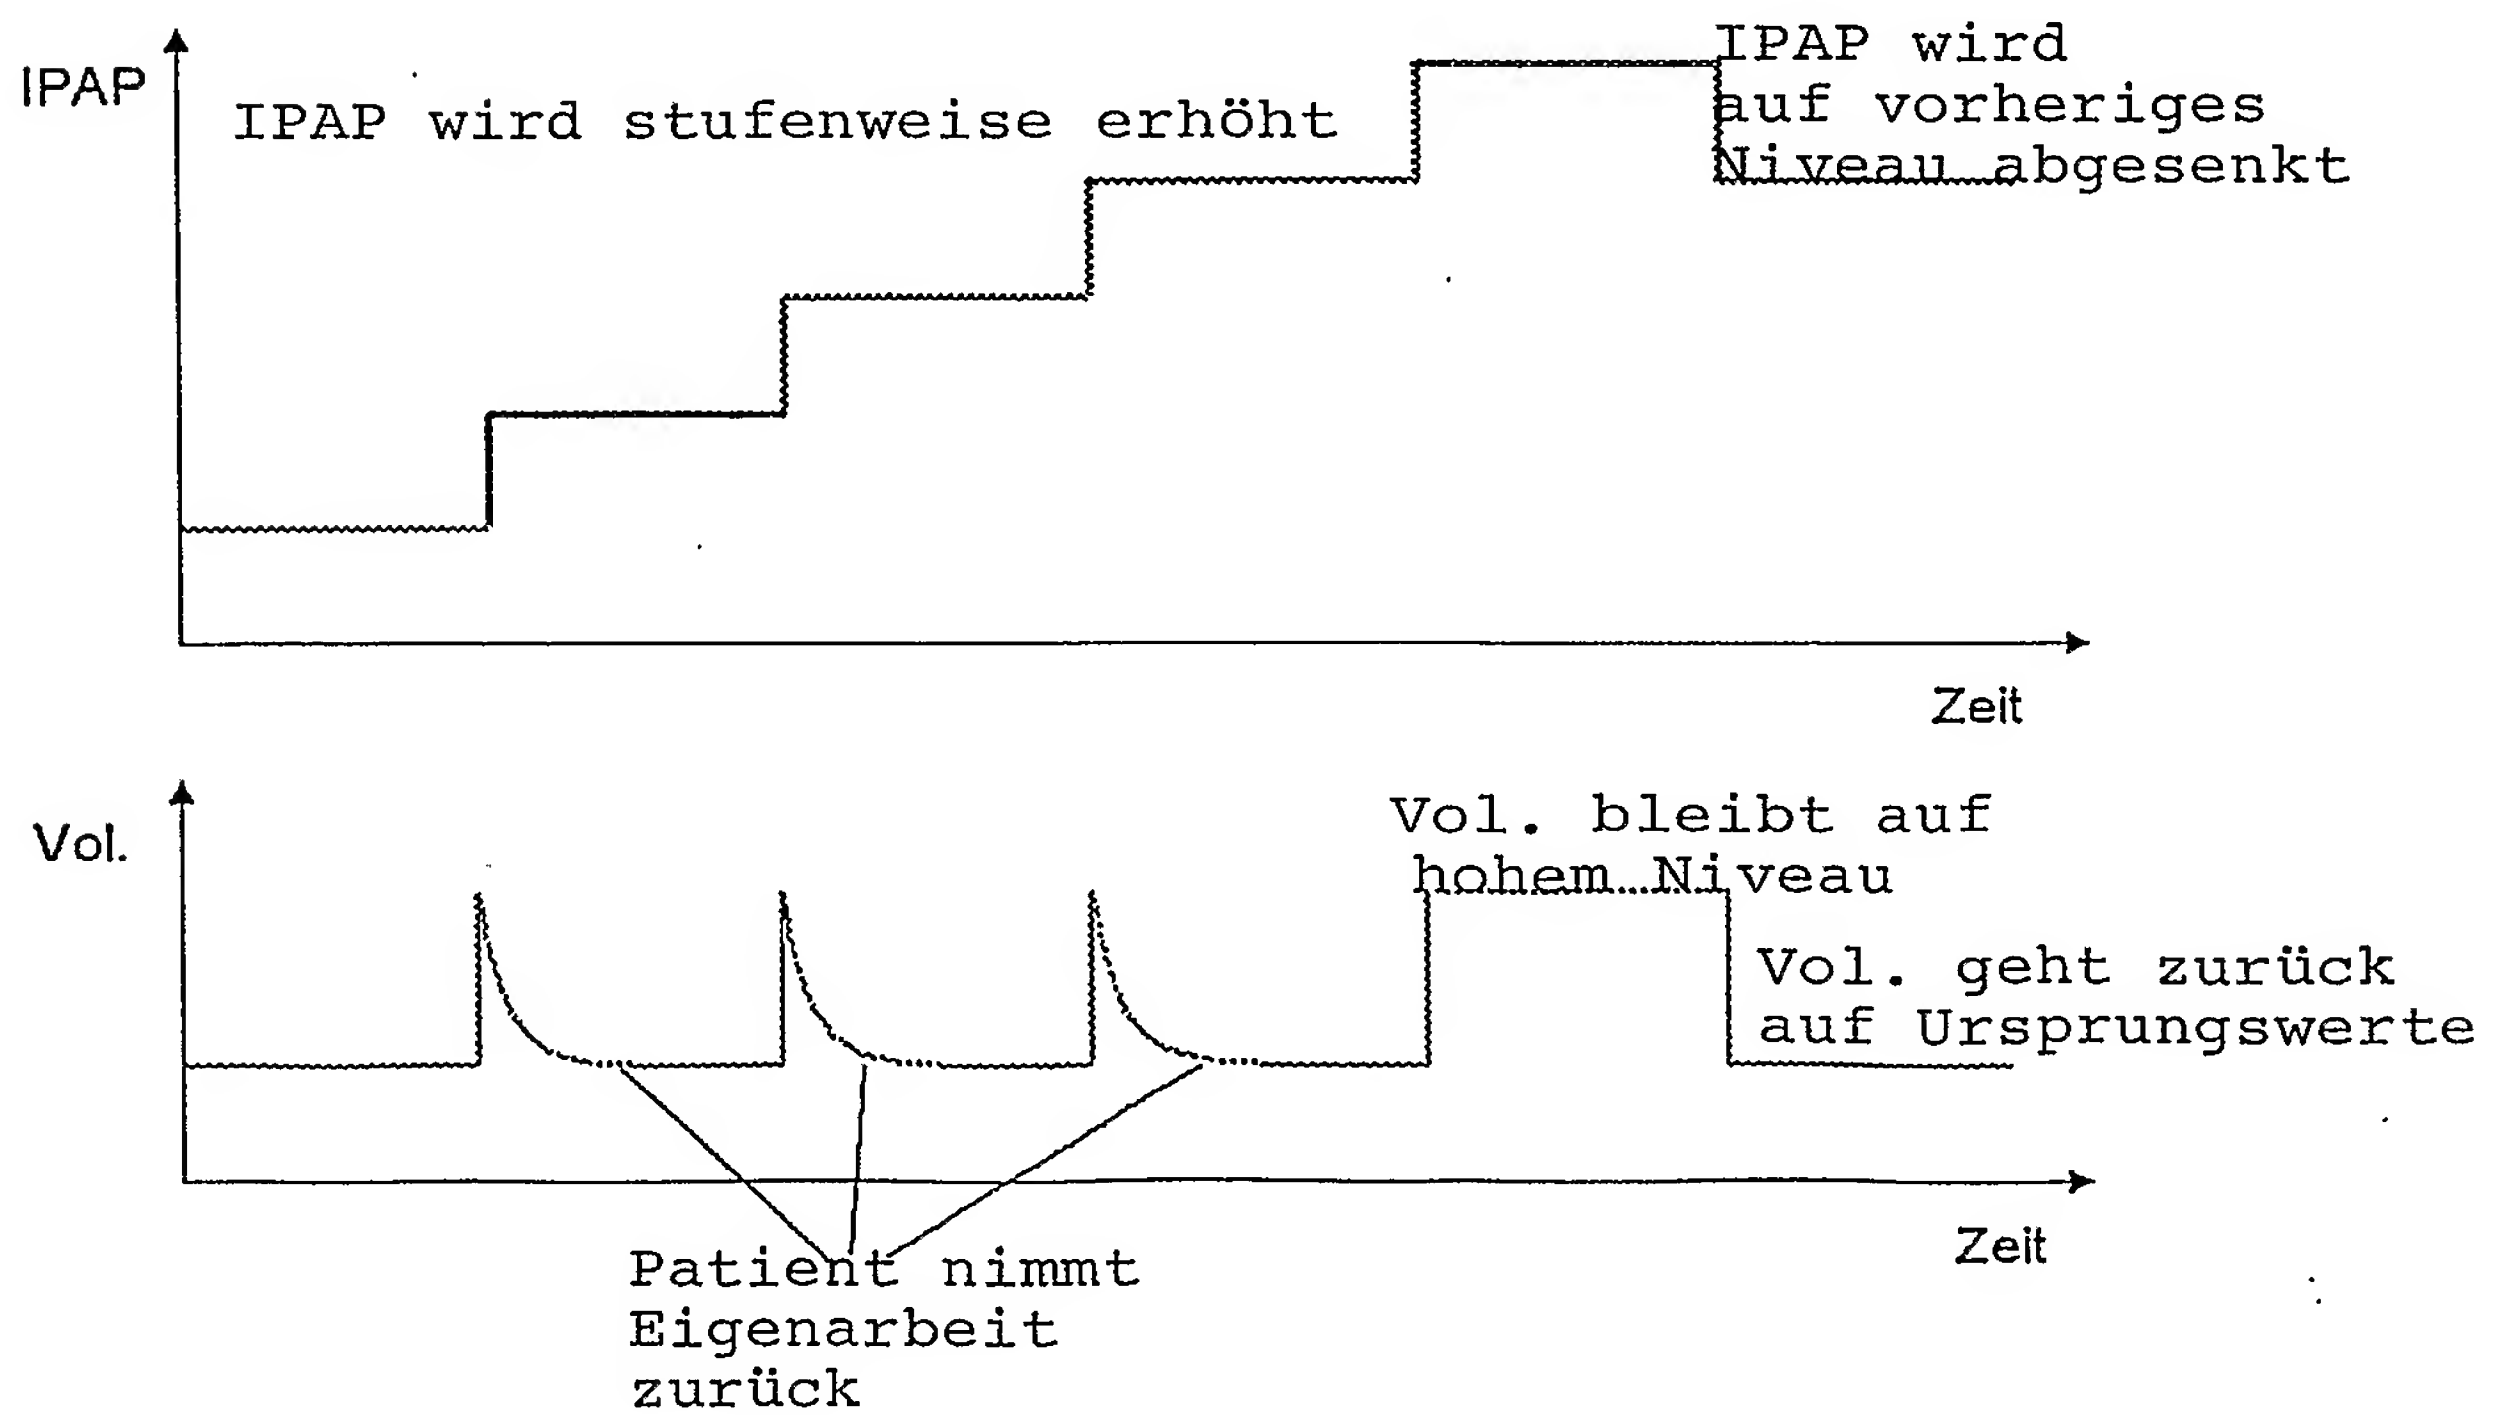 IPAP
IPAP wird stufenweise erhöht
IPAP wird
auf vorheriges
Niveau abgesenkt
Zeit
Vol.
Vol. bleibt auf
hohem Niveau
Vol. geht zurück
auf Ursprungswerte
Zeit
Patient nimmt
Eigenarbeit
zurück